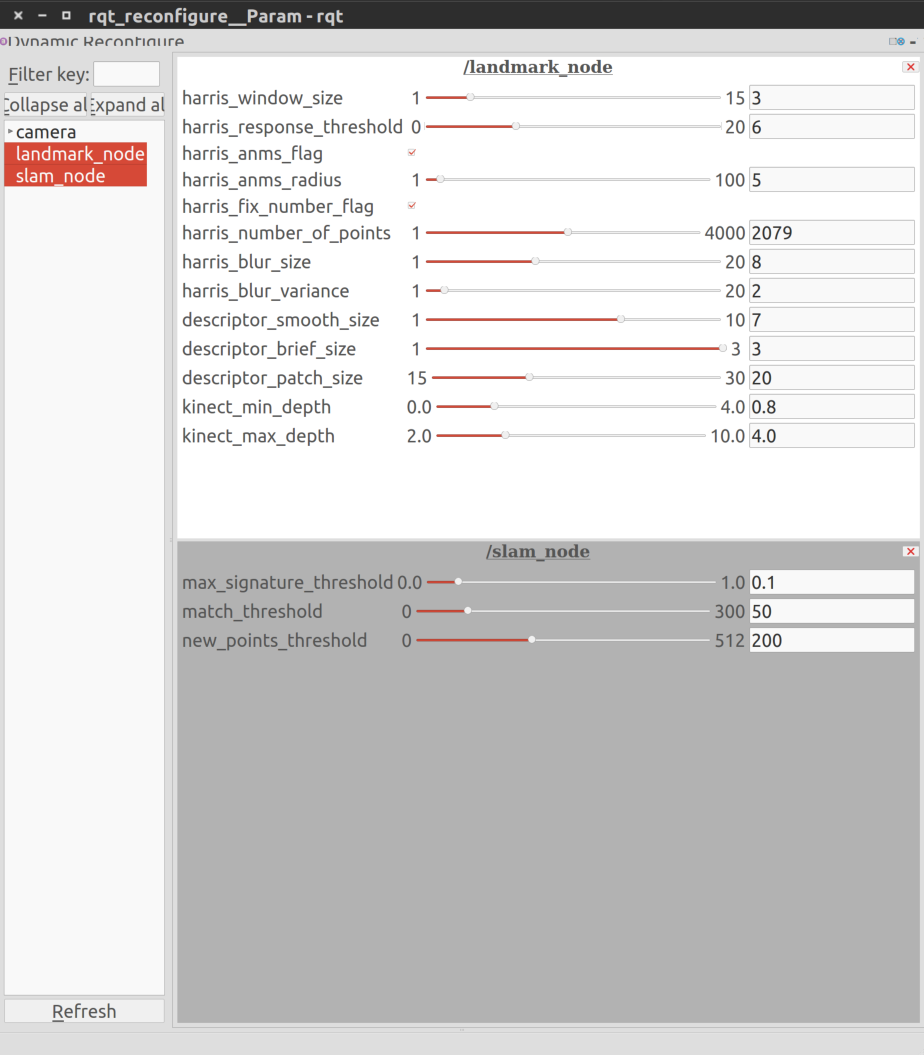 rqt_reconfigure__Param - rqt
Dynamic Reconfigure
Filter key:
Collapse al Expand al
camera
landmark_node
slam_node
Refresh
/landmark_node
harris_window_size 1 15 3
harris_response_threshold 0 20 6
harris_anms_flag
harris_anms_radius 1 100 5
harris_fix_number_flag
harris_number_of_points 1 4000 2079
harris_blur_size 1 20 8
harris_blur_variance 1 20 2
descriptor_smooth_size 1 10 7
descriptor_brief_size 1 3 3
descriptor_patch_size 15 30 20
kinect_min_depth 0.0 4.0 0.8
kinect_max_depth 2.0 10.0 4.0
/slam_node
max_signature_threshold 0.0 1.0 0.1
match_threshold 0 300 50
new_points_threshold 0 512 200